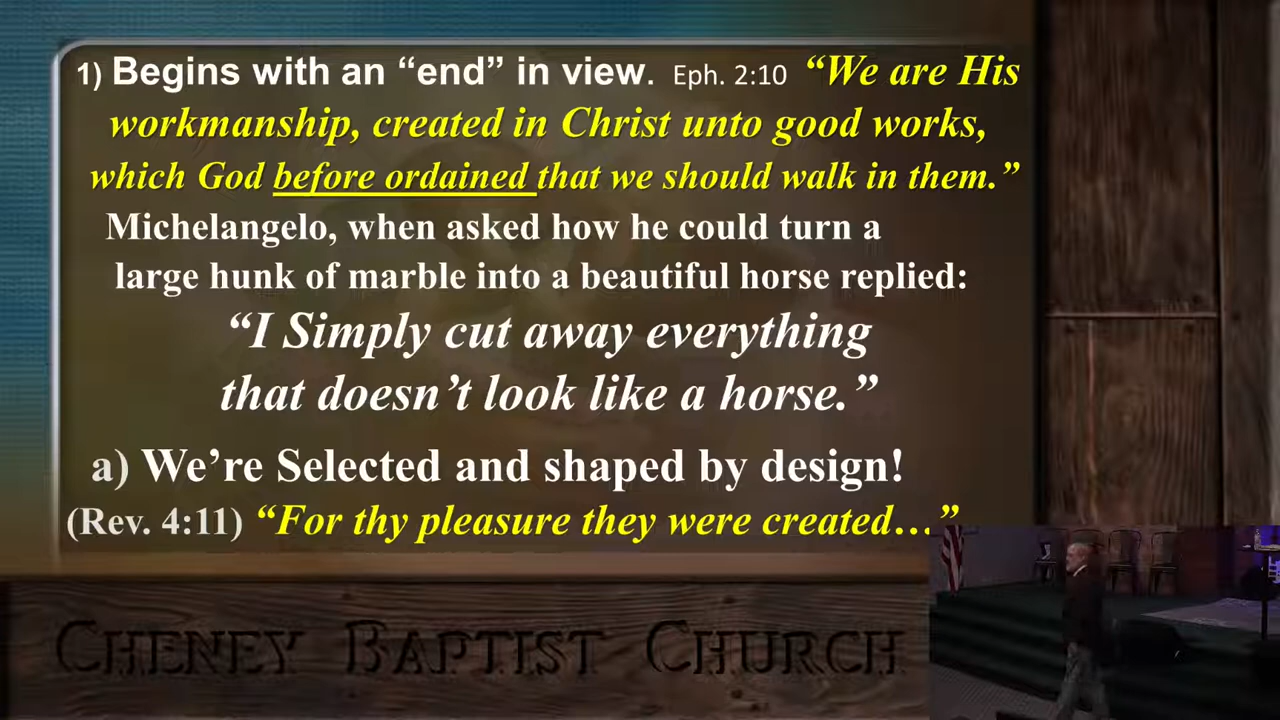 1) Begins with an “end” in view. Eph. 2:10 “We are His
workmanship, created in Christ unto good works,
which God before ordained that we should walk in them.”
Michelangelo, when asked how he could turn a
large hunk of marble into a beautiful horse replied:
“I Simply cut away everything
that doesn’t look like a horse.”
a) We’re Selected and shaped by design!
(Rev. 4:11) “For thy pleasure they were created…”
CHENEY BAPTIST CHURCH